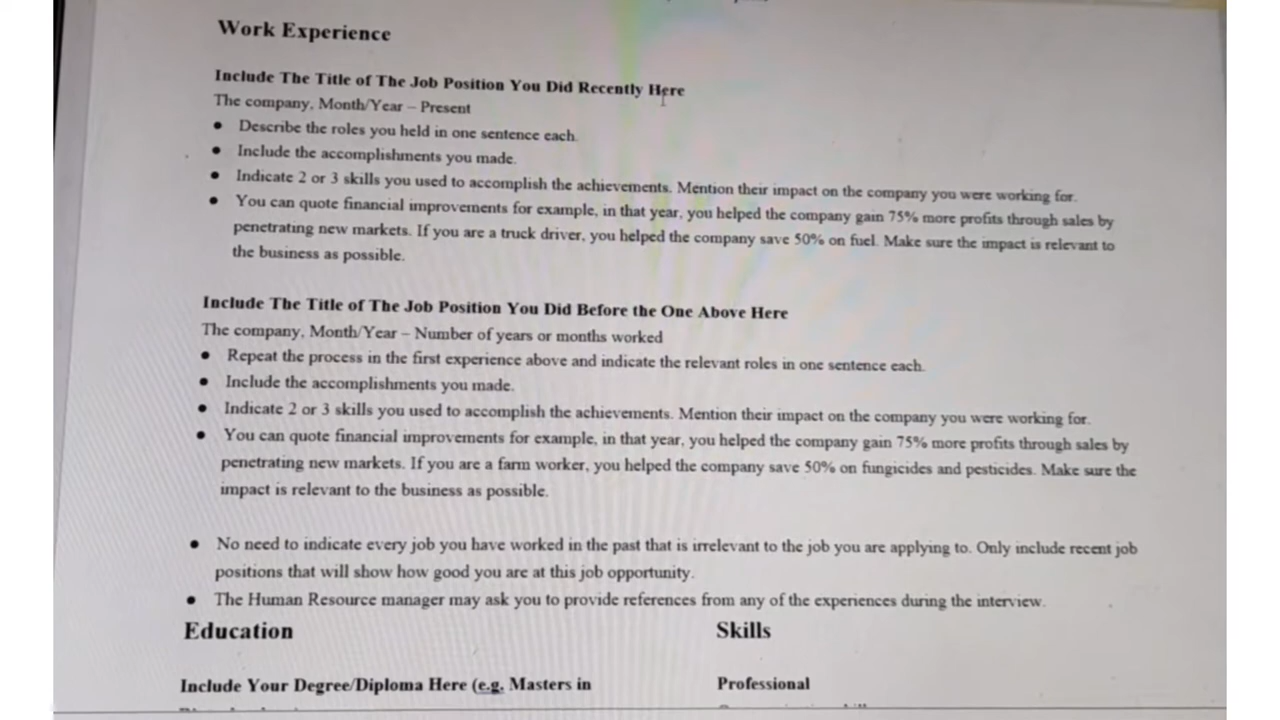 Work Experience
Include The Title of The Job Position You Did Recently Here
The company, Month/Year – Present
● Describe the roles you held in one sentence each.
● Include the accomplishments you made.
● Indicate 2 or 3 skills you used to accomplish the achievements. Mention their impact on the company you were working for.
● You can quote financial improvements for example, in that year, you helped the company gain 75% more profits through sales by
penetrating new markets. If you are a truck driver, you helped the company save 50% on fuel. Make sure the impact is relevant to
the business as possible.
Include The Title of The Job Position You Did Before the One Above Here
The company, Month/Year – Number of years or months worked
● Repeat the process in the first experience above and indicate the relevant roles in one sentence each.
● Include the accomplishments you made.
● Indicate 2 or 3 skills you used to accomplish the achievements. Mention their impact on the company you were working for.
● You can quote financial improvements for example, in that year, you helped the company gain 75% more profits through sales by
penetrating new markets. If you are a farm worker, you helped the company save 50% on fungicides and pesticides. Make sure the
impact is relevant to the business as possible.
● No need to indicate every job you have worked in the past that is irrelevant to the job you are applying to. Only include recent job
positions that will show how good you are at this job opportunity.
● The Human Resource manager may ask you to provide references from any of the experiences during the interview.
Education
Include Your Degree/Diploma Here (e.g. Masters in
Skills
Professional